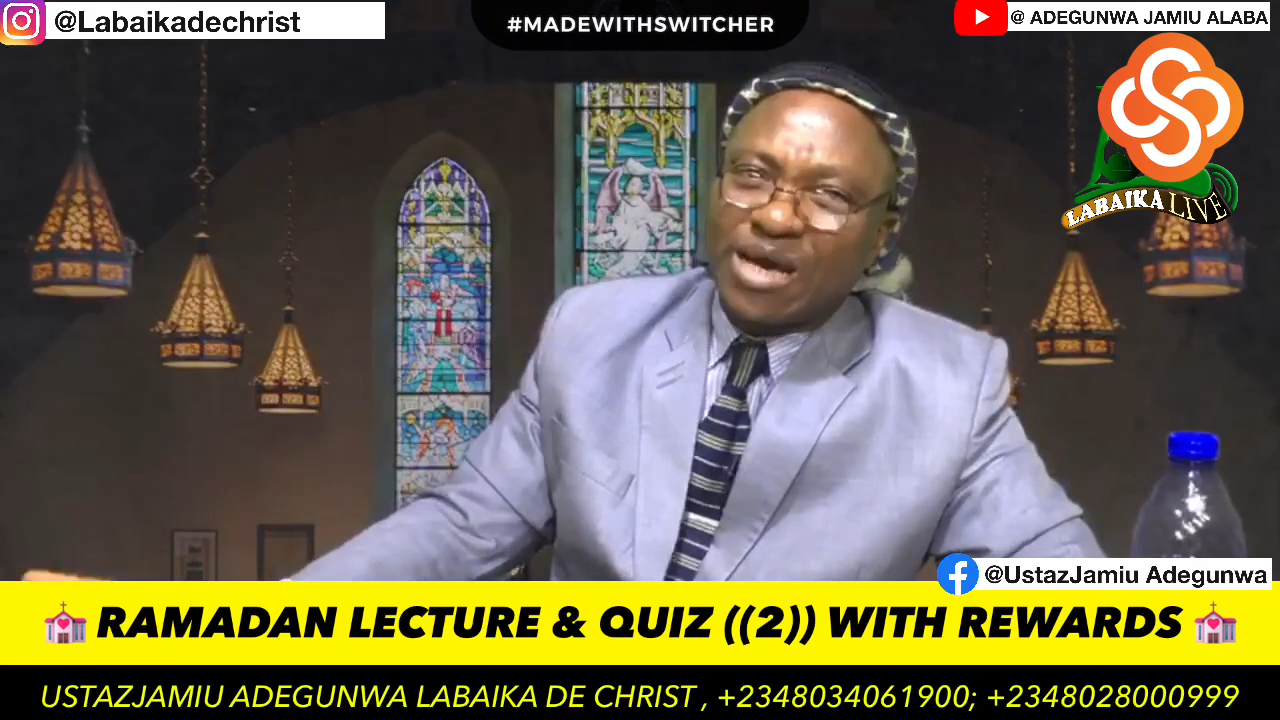 @Labaikadechrist
#MADEWITHSWITCHER
@ ADEGUNWA JAMIU ALABA
LABAIKA LIVE
@UstazJamiu Adegunwa
RAMADAN LECTURE & QUIZ ((2)) WITH REWARDS
USTAZJAMIU ADEGUNWA LABAIKA DE CHRIST , +2348034061900; +2348028000999